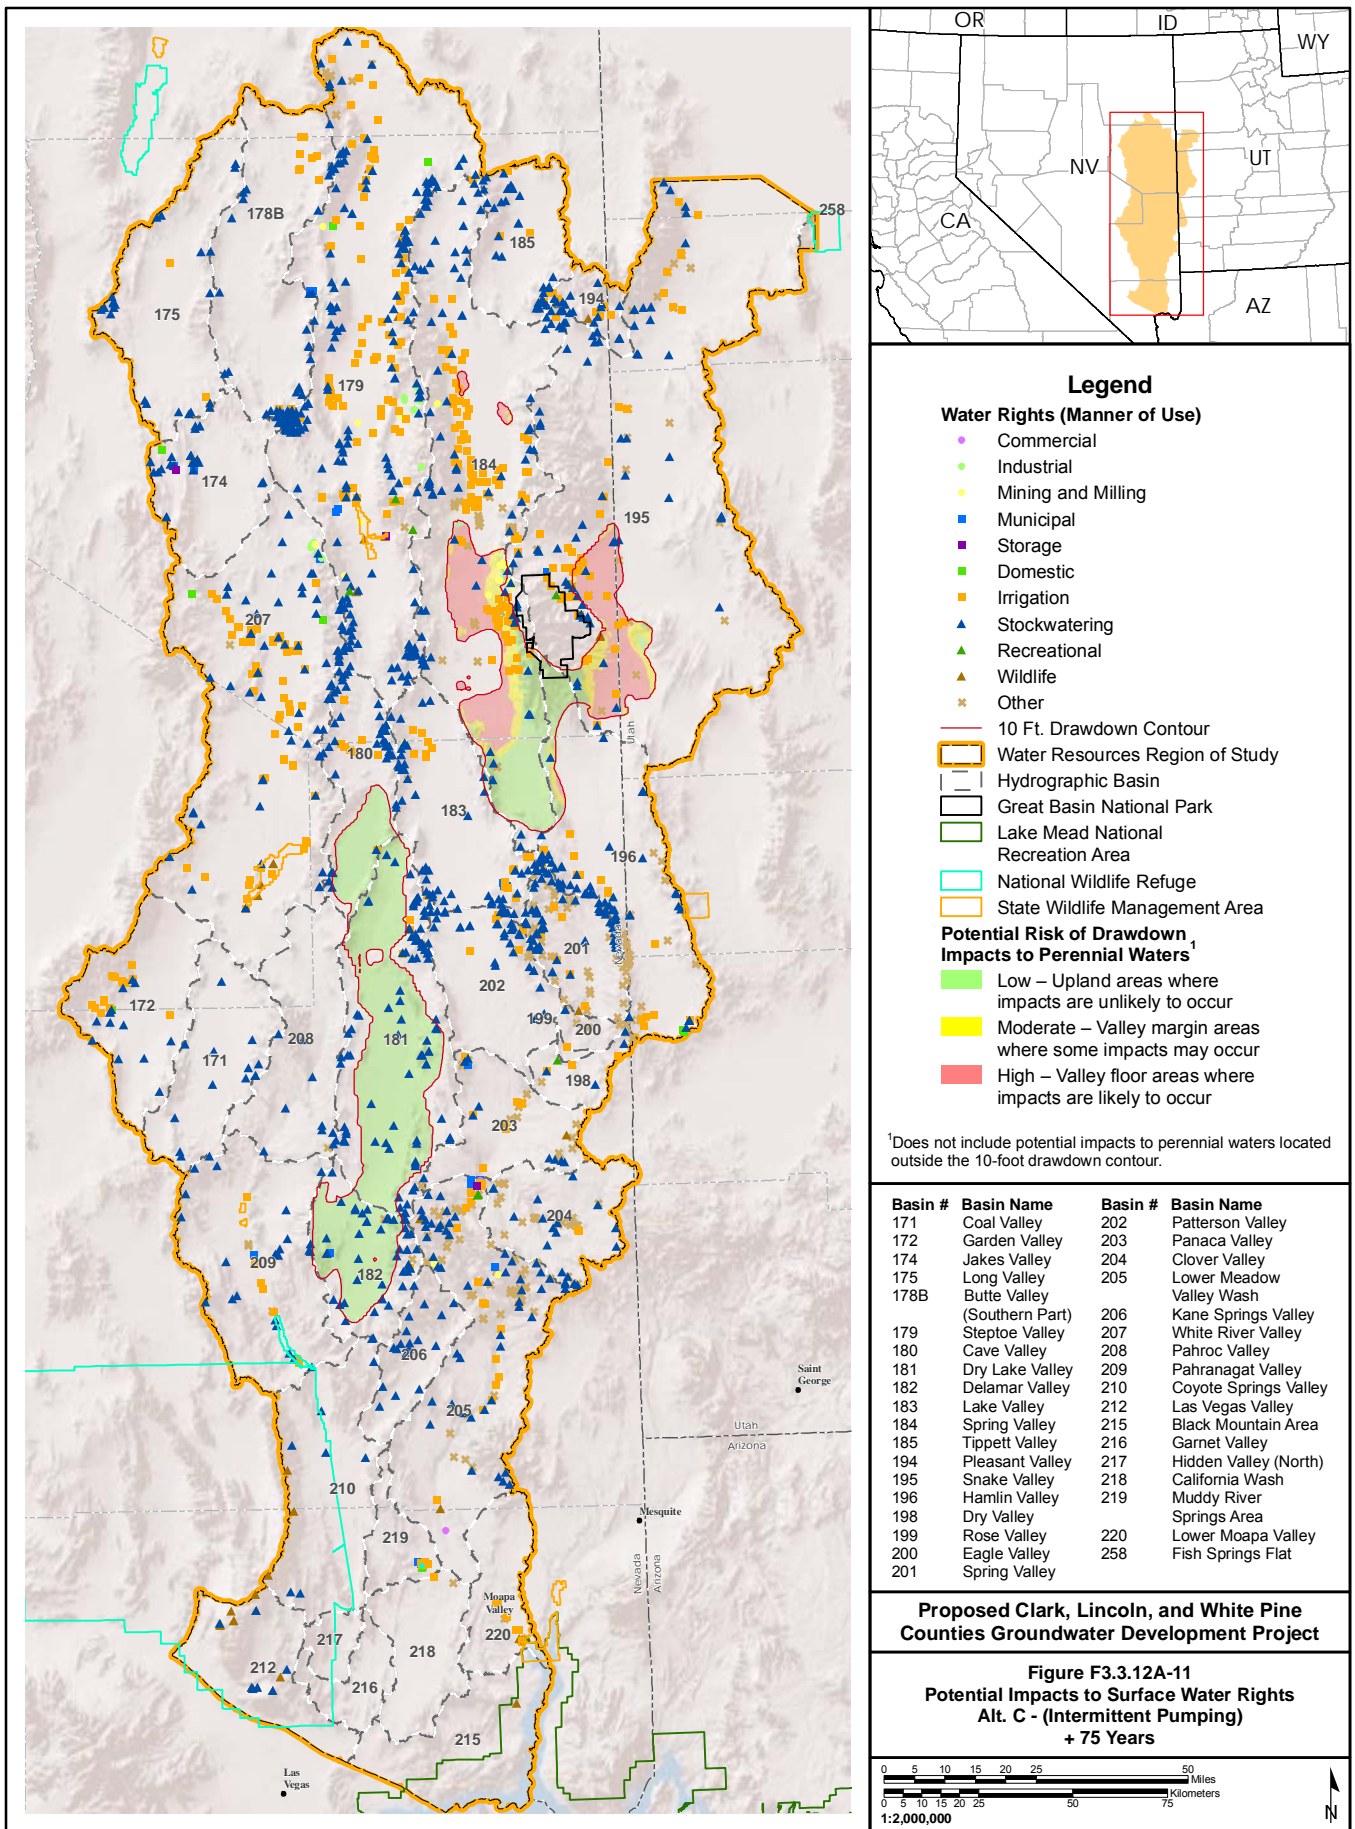 OR
ID
WY
NV
UT
CA
AZ
258
178B
185
175
194
179
184
174
195
207
180
183
196
201
202
172
199
200
208
181
171
198
203
204
209
182
206
205
210
219
217
218
220
212
216
215
Utah
Nevada
Saint
George
Utah
Arizona
Mesquite
Nevada
Arizona
Moapa
Valley
Las
Vegas
Legend
Water Rights (Manner of Use)
Commercial
Industrial
Mining and Milling
Municipal
Storage
Domestic
Irrigation
Stockwatering
Recreational
Wildlife
Other
10 Ft. Drawdown Contour
Water Resources Region of Study
Hydrographic Basin
Great Basin National Park
Lake Mead National
Recreation Area
National Wildlife Refuge
State Wildlife Management Area
Potential Risk of Drawdown
Impacts to Perennial Waters1
Low – Upland areas where
impacts are unlikely to occur
Moderate – Valley margin areas
where some impacts may occur
High – Valley floor areas where
impacts are likely to occur
1Does not include potential impacts to perennial waters located
outside the 10-foot drawdown contour.
Basin # Basin Name Basin # Basin Name
171 Coal Valley 202 Patterson Valley
172 Garden Valley 203 Panaca Valley
174 Jakes Valley 204 Clover Valley
175 Long Valley 205 Lower Meadow
178B Butte Valley Valley Wash
(Southern Part) 206 Kane Springs Valley
179 Steptoe Valley 207 White River Valley
180 Cave Valley 208 Pahroc Valley
181 Dry Lake Valley 209 Pahranagat Valley
182 Delamar Valley 210 Coyote Springs Valley
183 Lake Valley 212 Las Vegas Valley
184 Spring Valley 215 Black Mountain Area
185 Tippett Valley 216 Garnet Valley
194 Pleasant Valley 217 Hidden Valley (North)
195 Snake Valley 218 California Wash
196 Hamlin Valley 219 Muddy River
198 Dry Valley Springs Area
199 Rose Valley 220 Lower Moapa Valley
200 Eagle Valley 258 Fish Springs Flat
201 Spring Valley
Proposed Clark, Lincoln, and White Pine
Counties Groundwater Development Project
Figure F3.3.12A-11
Potential Impacts to Surface Water Rights
Alt. C - (Intermittent Pumping)
+ 75 Years
0 5 10 15 20 25 50
Miles
Kilometers
0 5 10 15 20 25 50 75
1:2,000,000
N